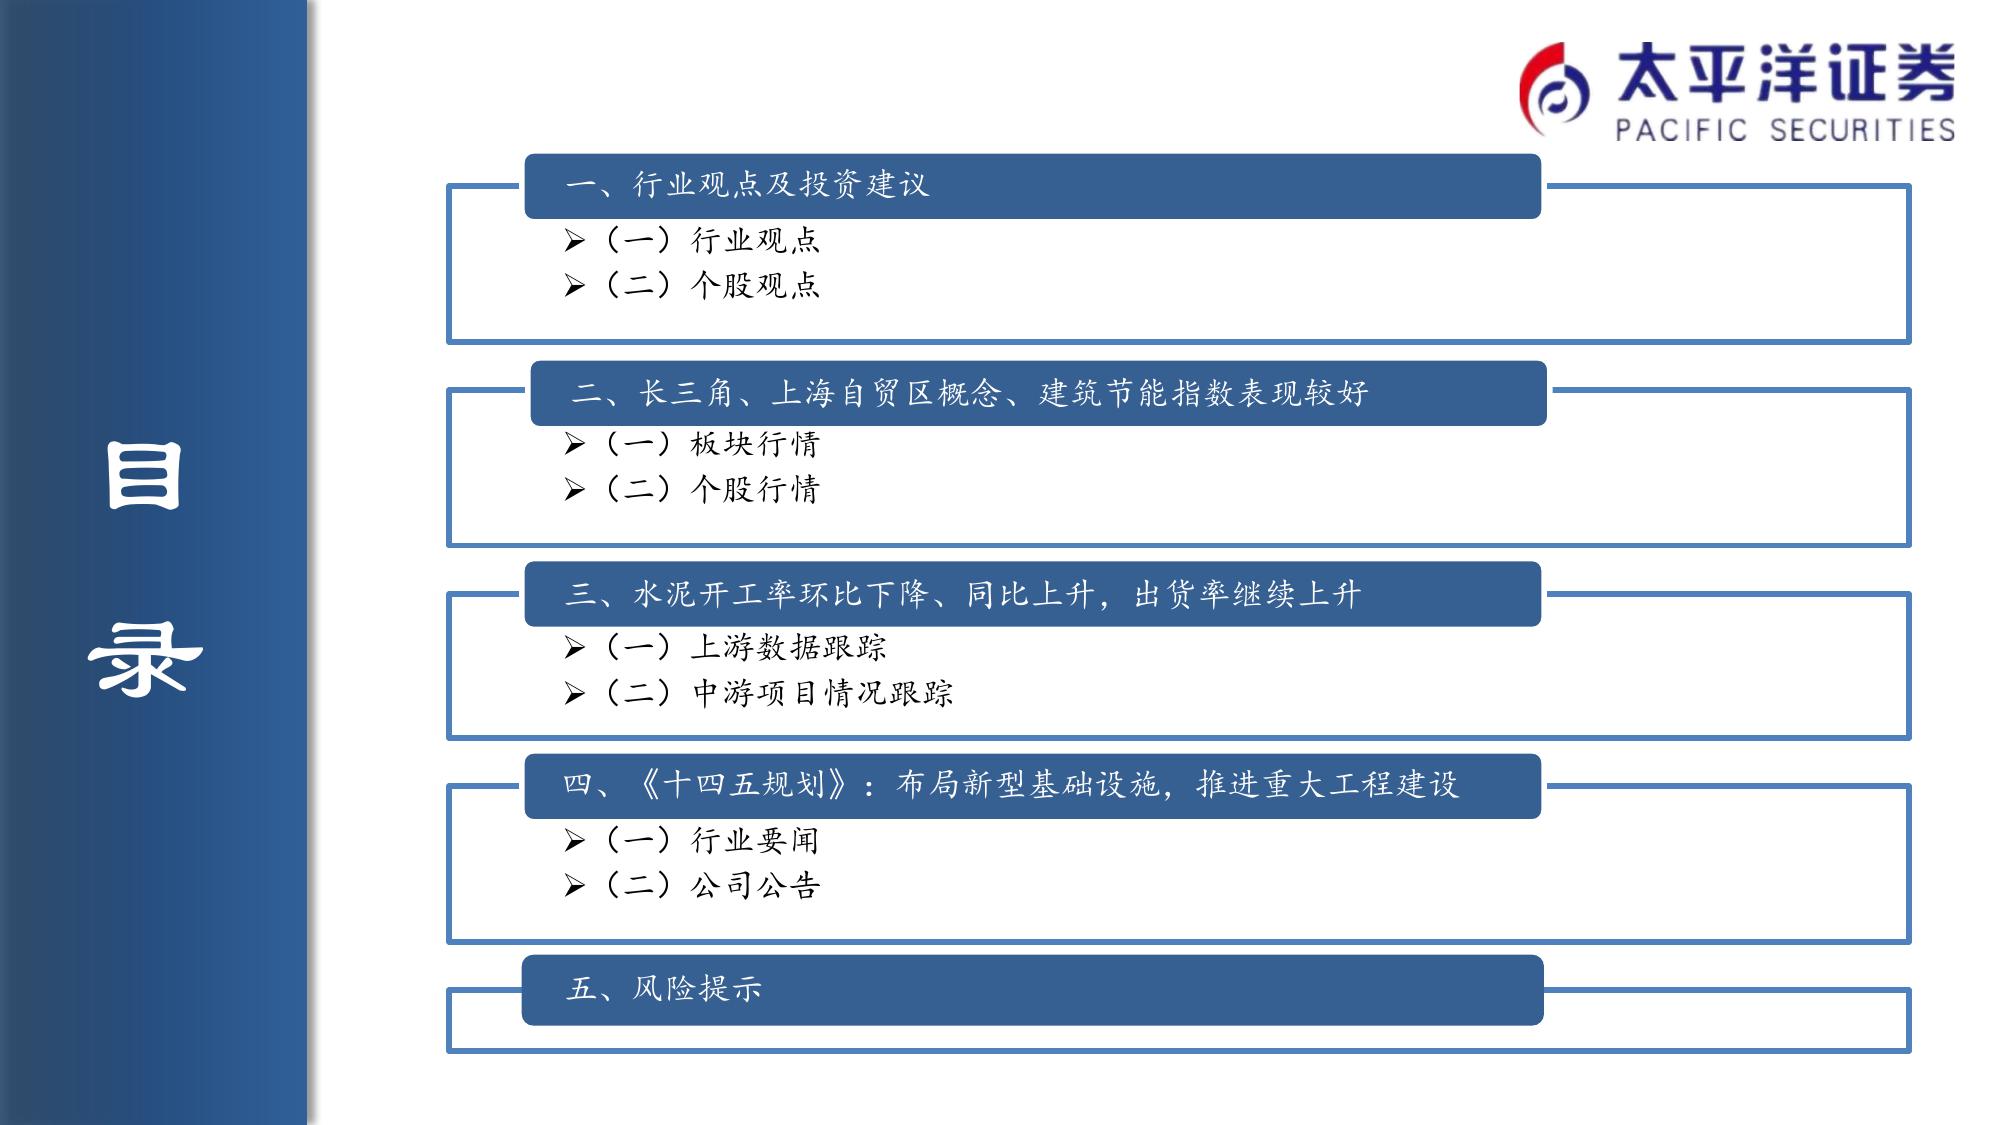 目
录
太平洋证券
PACIFIC SECURITIES
一、行业观点及投资建议
（一）行业观点
（二）个股观点
二、长三角、上海自贸区概念、建筑节能指数表现较好
（一）板块行情
（二）个股行情
三、水泥开工率环比下降、同比上升，出货率继续上升
（一）上游数据跟踪
（二）中游项目情况跟踪
四、《十四五规划》：布局新型基础设施，推进重大工程建设
（一）行业要闻
（二）公司公告
五、风险提示